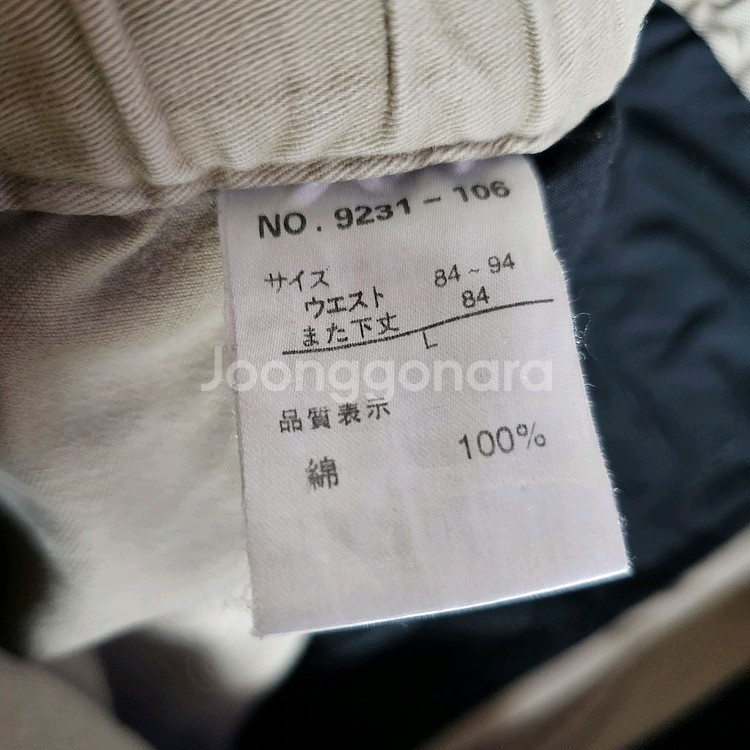 NO. 9231-106
サイズ
ウエスト 84~94
また下丈 84
L
Joonggonara
品質表示
綿 100%